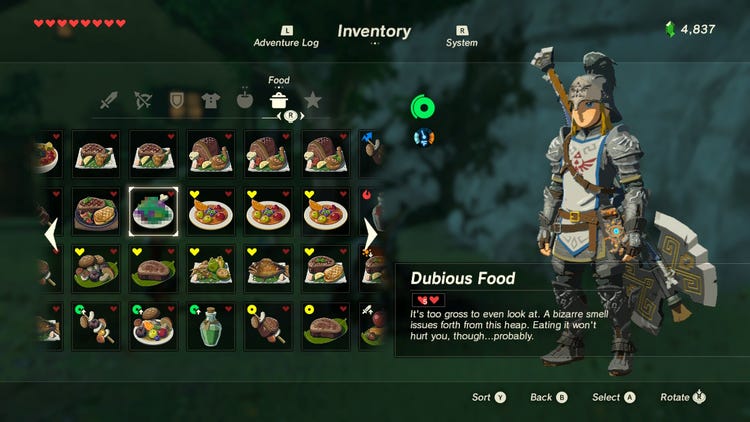 L
Inventory
R
4,837
Adventure Log
System
Food
R
Dubious Food
It's too gross to even look at. A bizarre smell
issues forth from this heap. Eating it won't
hurt you, though...probably.
Sort Y
Back B
Select A
Rotate R